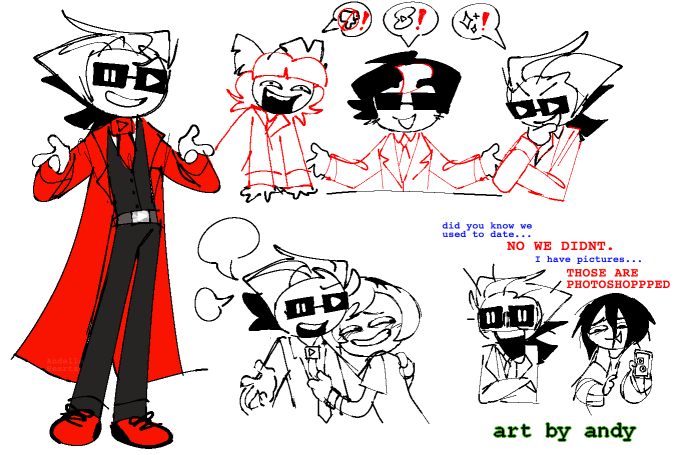 !
!
!
did you know we
used to date...
NO WE DIDNT.
I have pictures...
THOSE ARE
PHOTOSHOPPPED
art by andy